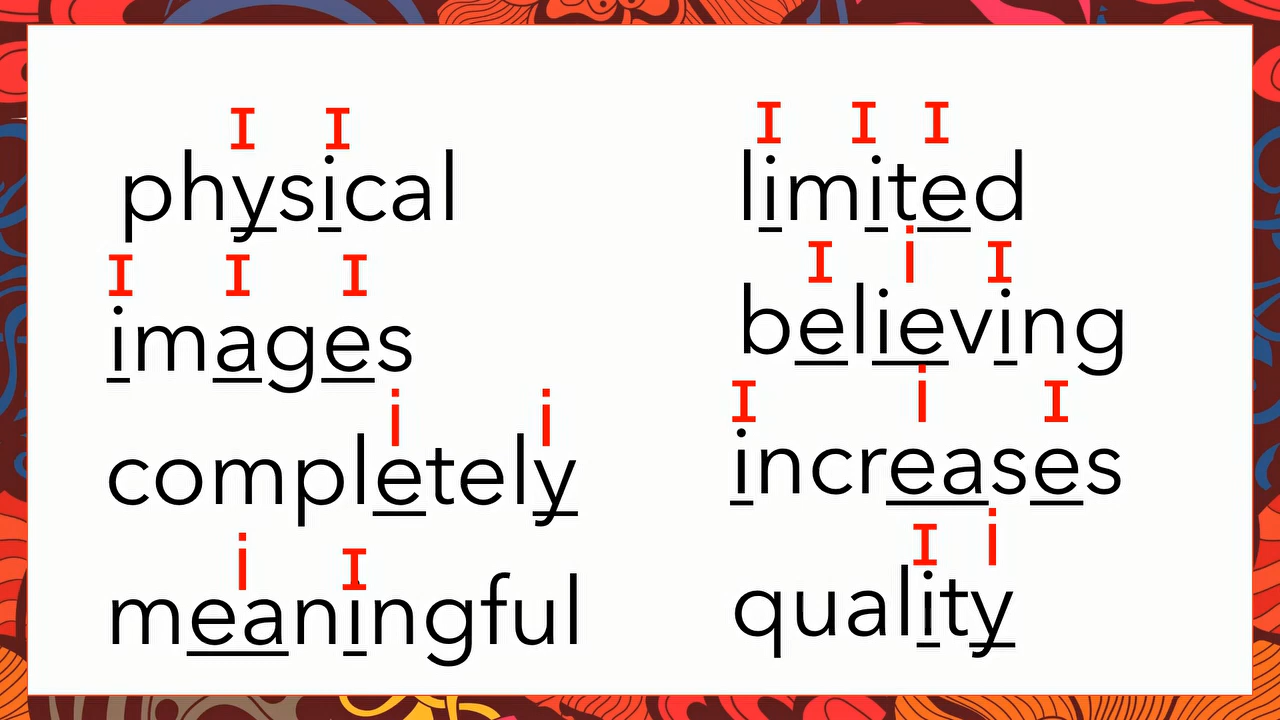 I I
physical
I I I
images
i i
completely
i I
meaningful
I I I
limited
I i I
believing
I i I
increases
I i
quality